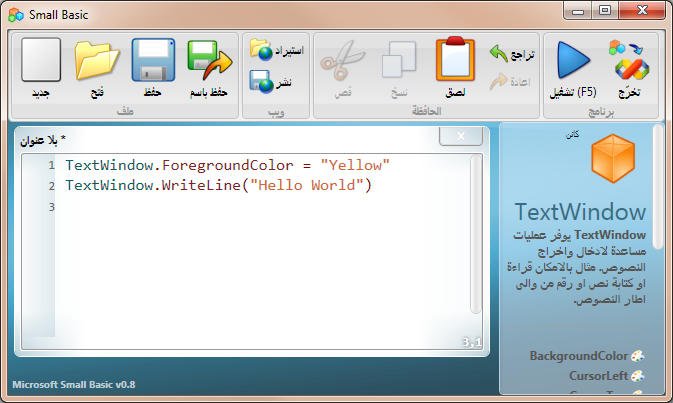 Small Basic
جديد
فتح
حفظ
حفظ باسم
ملف
استيراد
نشر
ويب
قص
نسخ
لصق
تراجع
اعادة
الحافظة
تشغيل (F5)
تخرّج
برنامج
بلا عنوان *
1 TextWindow.ForegroundColor = "Yellow"
2 TextWindow.WriteLine("Hello World")
3
3,1
Microsoft Small Basic v0.8
كائن
TextWindow
TextWindow يوفر عمليات
مساعدة لادخال واخراج
النصوص. مثال بالامكان قراءة
او كتابة نص او رقم من والى
اطار النصوص.
BackgroundColor
CursorLeft